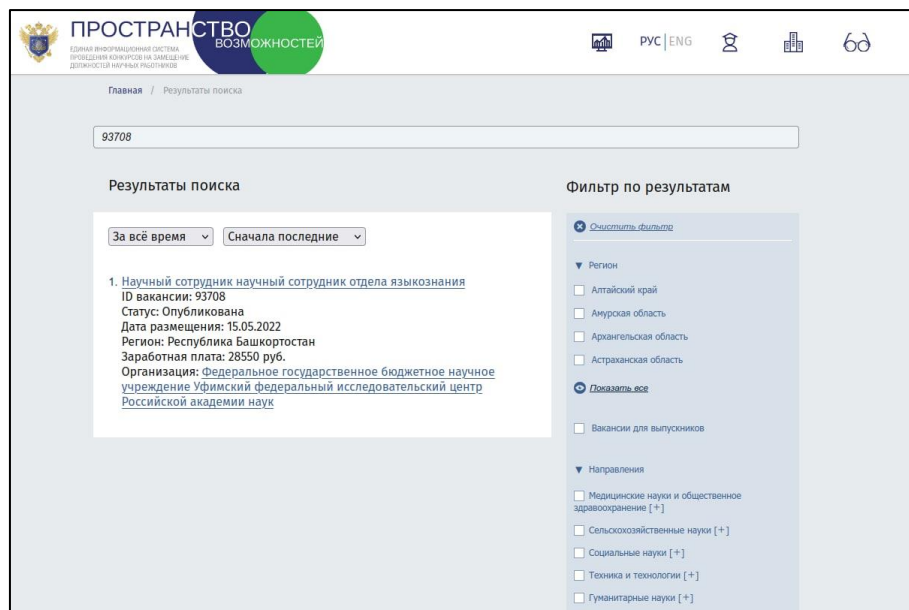 ПРОСТРАНСТВО
ВОЗМОЖНОСТЕЙ
ЕДИНАЯ ИНФОРМАЦИОННАЯ СИСТЕМА
ПРОВЕДЕНИЯ КОНКУРСОВ НА ЗАМЕЩЕНИЕ
ДОЛЖНОСТЕЙ НАУЧНЫХ РАБОТНИКОВ
РУС | ENG
Главная / Результаты поиска
93708
Результаты поиска
За всё время
Сначала последние
1. Научный сотрудник научный сотрудник отдела языкознания
ID вакансии: 93708
Статус: Опубликована
Дата размещения: 15.05.2022
Регион: Республика Башкортостан
Заработная плата: 28550 руб.
Организация: Федеральное государственное бюджетное научное
учреждение Уфимский федеральный исследовательский центр
Российской академии наук
Фильтр по результатам
Очистить фильтр
▼ Регион
Алтайский край
Амурская область
Архангельская область
Астраханская область
Показать все
Вакансии для выпускников
▼ Направления
Медицинские науки и общественное
здравоохранение [+]
Сельскохозяйственные науки [+]
Социальные науки [+]
Техника и технологии [+]
Гуманитарные науки [+]